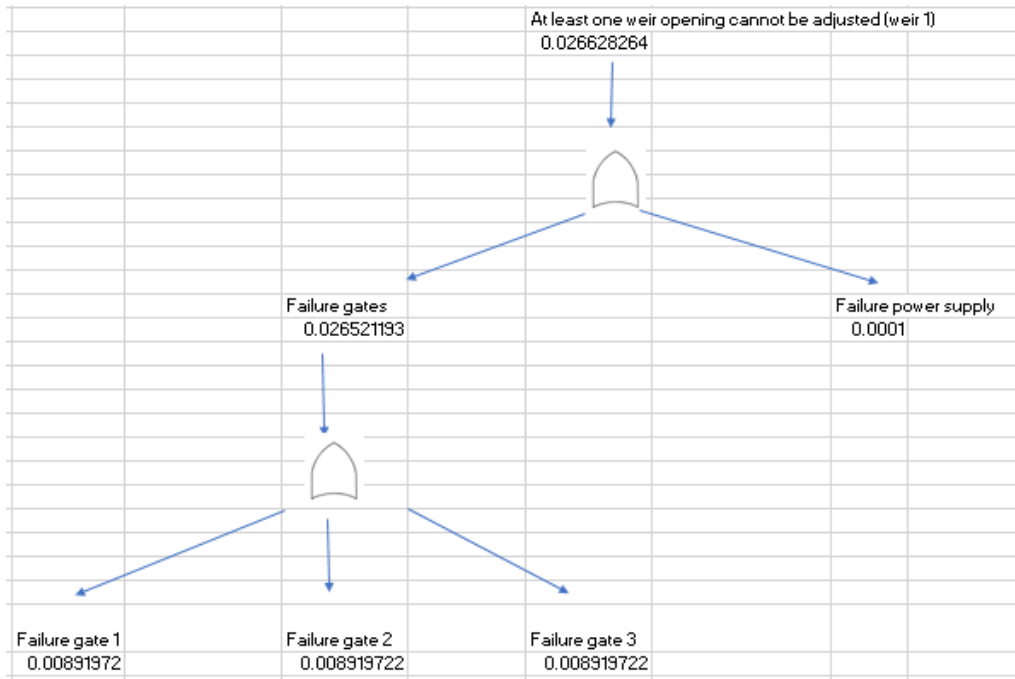 At least one weir opening cannot be adjusted (weir 1)
0.026628264
Failure gates
0.026521193
Failure power supply
0.0001
Failure gate 1
0.00891972
Failure gate 2
0.008919722
Failure gate 3
0.008919722